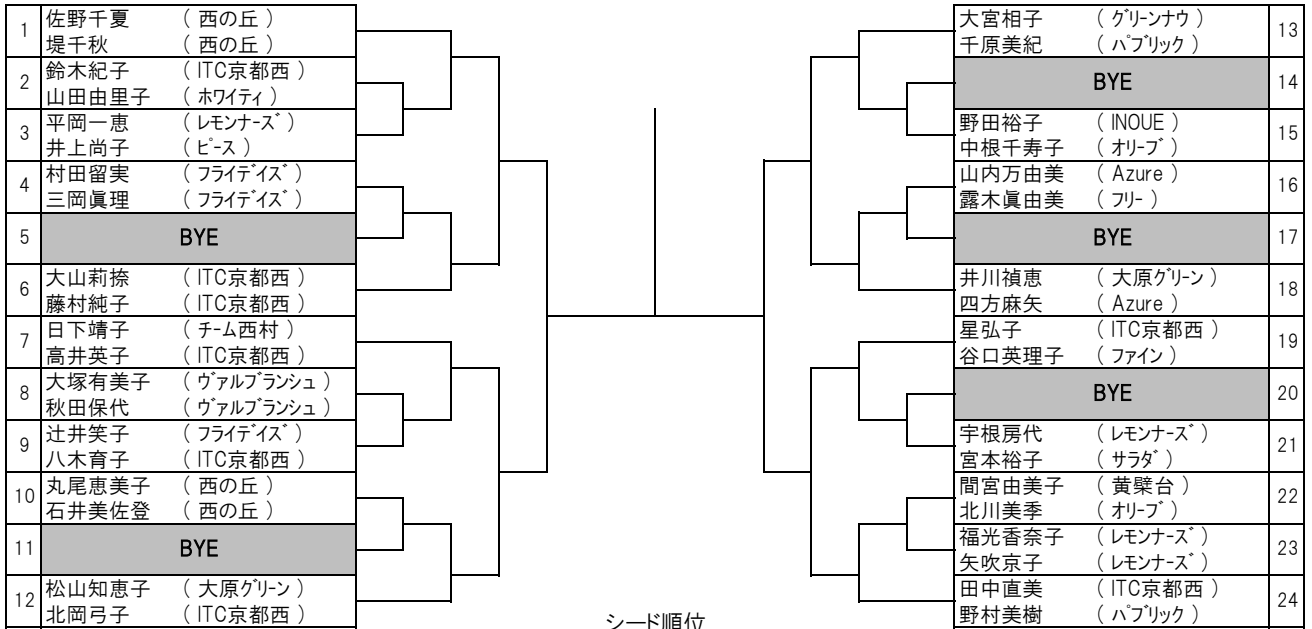 1 佐野千夏 （ 西の丘 ）
堤千秋 （ 西の丘 ）
2 鈴木紀子 （ ITC京都西 ）
山田由里子 （ ホワイティ ）
3 平岡一恵 （ レモンナーズ ）
井上尚子 （ ピース ）
4 村田留実 （ フライデイズ ）
三岡眞理 （ フライデイズ ）
5 BYE
6 大山莉捺 （ ITC京都西 ）
藤村純子 （ ITC京都西 ）
7 日下靖子 （ チーム西村 ）
高井英子 （ ITC京都西 ）
8 大塚有美子 （ ヴァルブランシュ ）
秋田保代 （ ヴァルブランシュ ）
9 辻井笑子 （ フライデイズ ）
八木育子 （ ITC京都西 ）
10 丸尾恵美子 （ 西の丘 ）
石井美佐登 （ 西の丘 ）
11 BYE
12 松山知恵子 （ 大原グリーン ）
北岡弓子 （ ITC京都西 ）
大宮相子 （ グリーンナウ ） 13
千原美紀 （ パブリック ）
BYE 14
野田裕子 （ INOUE ） 15
中根千寿子 （ オリーブ ）
山内万由美 （ Azure ） 16
露木眞由美 （ フリー ）
BYE 17
井川禎恵 （ 大原グリーン ） 18
四方麻矢 （ Azure ）
星弘子 （ ITC京都西 ） 19
谷口英理子 （ ファイン ）
BYE 20
宇根房代 （ レモンナーズ ） 21
宮本裕子 （ サラダ ）
間宮由美子 （ 黄檗台 ） 22
北川美季 （ オリーブ ）
福光香奈子 （ レモンナーズ ） 23
矢吹京子 （ レモンナーズ ）
田中直美 （ ITC京都西 ） 24
野村美樹 （ パブリック ）
シード順位